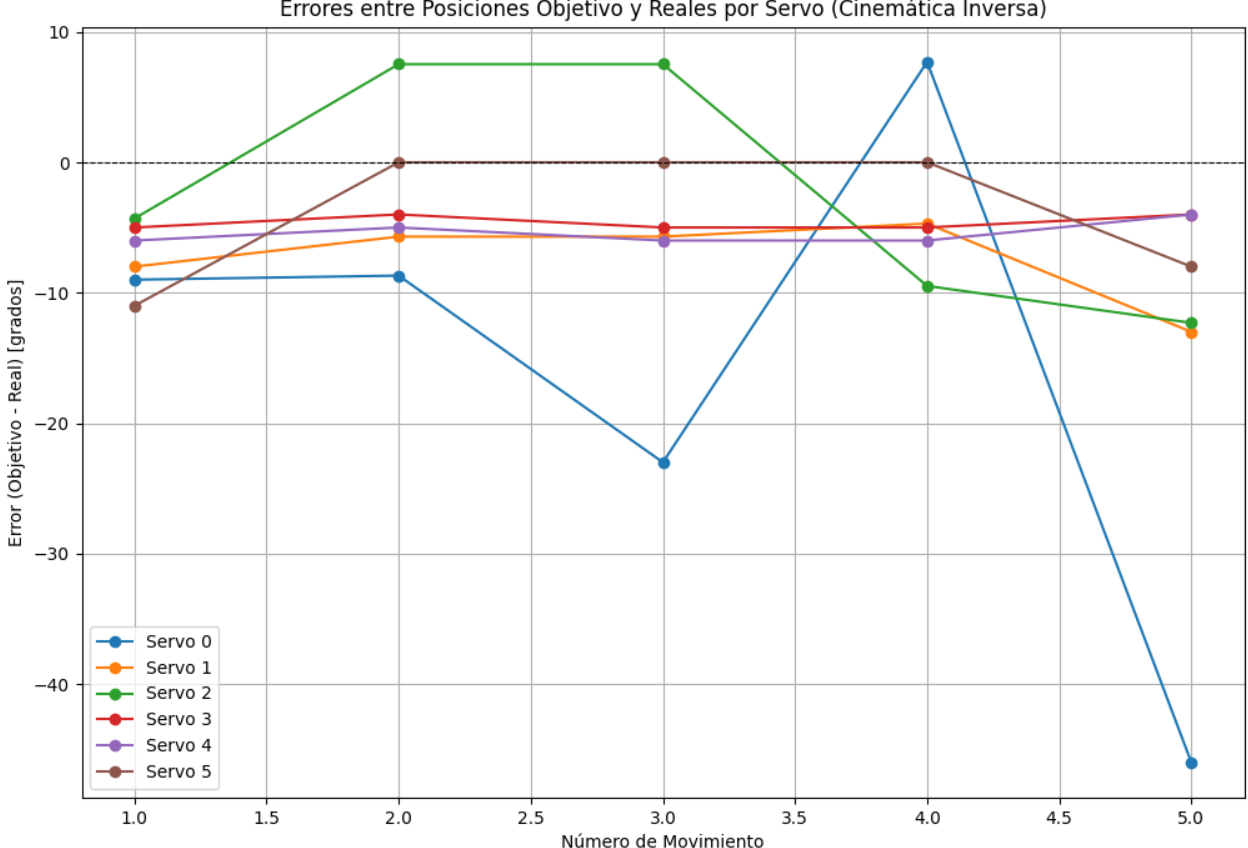 Errores entre Posiciones Objetivo y Reales por Servo (Cinemática Inversa)
Error (Objetivo - Real) [grados]
10
0
−10
−20
−30
−40
Servo 0
Servo 1
Servo 2
Servo 3
Servo 4
Servo 5
1.0 1.5 2.0 2.5 3.0 3.5 4.0 4.5 5.0
Número de Movimiento